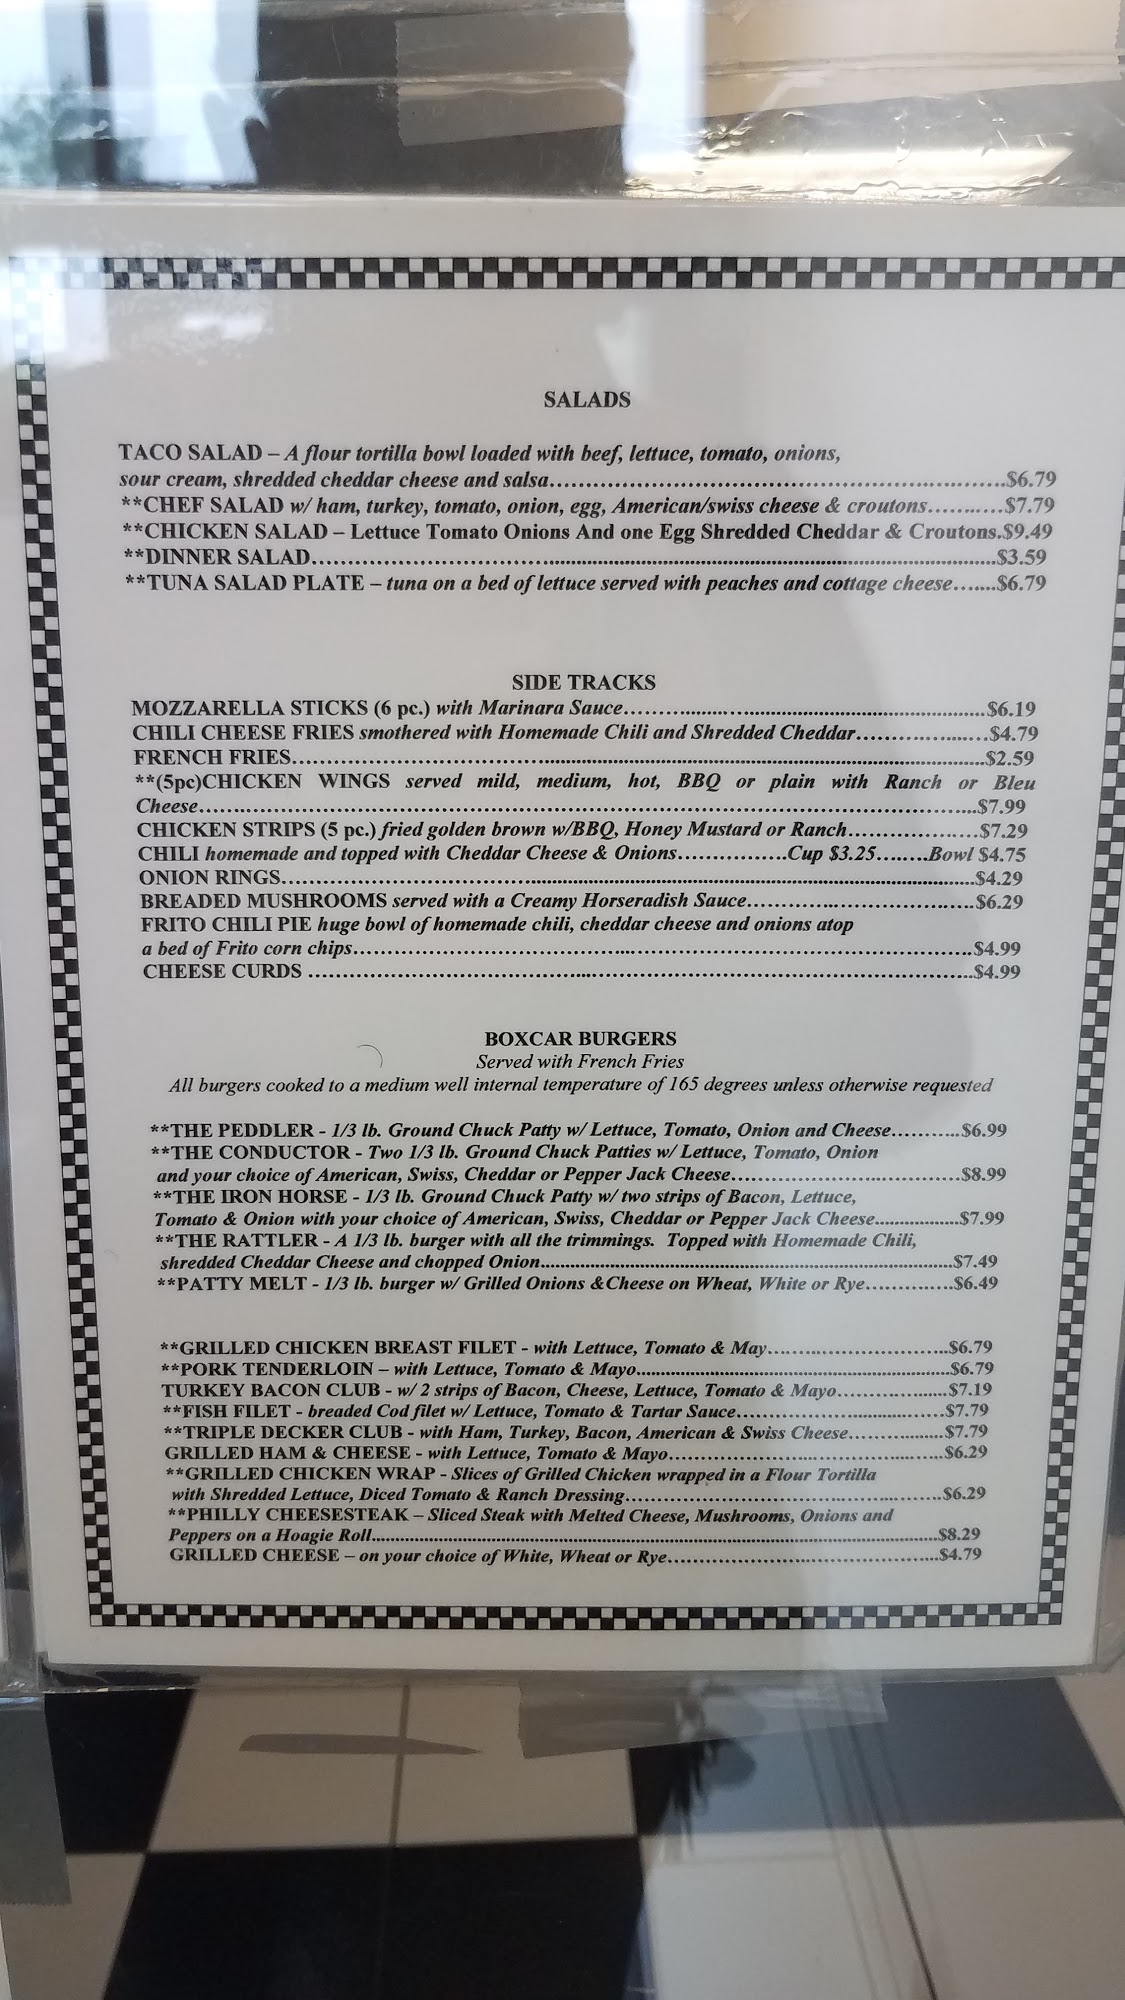 SALADS
TACO SALAD – A flour tortilla bowl loaded with beef, lettuce, tomato, onions,
sour cream, shredded cheddar cheese and salsa.....$6.79
**CHEF SALAD w/ ham, turkey, tomato, onion, egg, American/swiss cheese & croutons.....$7.79
**CHICKEN SALAD – Lettuce Tomato Onions And one Egg Shredded Cheddar & Croutons.$9.49
**DINNER SALAD.....$3.59
**TUNA SALAD PLATE – tuna on a bed of lettuce served with peaches and cottage cheese.....$6.79
SIDE TRACKS
MOZZARELLA STICKS (6 pc.) with Marinara Sauce.....$6.19
CHILI CHEESE FRIES smothered with Homemade Chili and Shredded Cheddar.....$4.79
FRENCH FRIES.....$2.59
**(5pc)CHICKEN WINGS served mild, medium, hot, BBQ or plain with Ranch or Bleu
Cheese.....$7.99
CHICKEN STRIPS (5 pc.) fried golden brown w/BBQ, Honey Mustard or Ranch.....$7.29
CHILI homemade and topped with Cheddar Cheese & Onions.....Cup $3.25.....Bowl $4.75
ONION RINGS.....$4.29
BREADED MUSHROOMS served with a Creamy Horseradish Sauce.....$6.29
FRITO CHILI PIE huge bowl of homemade chili, cheddar cheese and onions atop
a bed of Frito corn chips.....$4.99
CHEESE CURDS .....$4.99
BOXCAR BURGERS
Served with French Fries
All burgers cooked to a medium well internal temperature of 165 degrees unless otherwise requested
**THE PEDDLER - 1/3 lb. Ground Chuck Patty w/ Lettuce, Tomato, Onion and Cheese.....$6.99
**THE CONDUCTOR - Two 1/3 lb. Ground Chuck Patties w/ Lettuce, Tomato, Onion
and your choice of American, Swiss, Cheddar or Pepper Jack Cheese.....$8.99
**THE IRON HORSE - 1/3 lb. Ground Chuck Patty w/ two strips of Bacon, Lettuce,
Tomato & Onion with your choice of American, Swiss, Cheddar or Pepper Jack Cheese.....$7.99
**THE RATTLER - A 1/3 lb. burger with all the trimmings. Topped with Homemade Chili,
shredded Cheddar Cheese and chopped Onion.....$7.49
**PATTY MELT - 1/3 lb. burger w/ Grilled Onions &Cheese on Wheat, White or Rye.....$6.49
**GRILLED CHICKEN BREAST FILET - with Lettuce, Tomato & May.....$6.79
**PORK TENDERLOIN – with Lettuce, Tomato & Mayo.....$6.79
TURKEY BACON CLUB - w/ 2 strips of Bacon, Cheese, Lettuce, Tomato & Mayo.....$7.19
**FISH FILET - breaded Cod filet w/ Lettuce, Tomato & Tartar Sauce.....$7.79
**TRIPLE DECKER CLUB - with Ham, Turkey, Bacon, American & Swiss Cheese.....$7.79
GRILLED HAM & CHEESE - with Lettuce, Tomato & Mayo.....$6.29
**GRILLED CHICKEN WRAP - Slices of Grilled Chicken wrapped in a Flour Tortilla
with Shredded Lettuce, Diced Tomato & Ranch Dressing.....$6.29
**PHILLY CHEESESTEAK – Sliced Steak with Melted Cheese, Mushrooms, Onions and
Peppers on a Hoagie Roll.....$8.29
GRILLED CHEESE – on your choice of White, Wheat or Rye.....$4.79